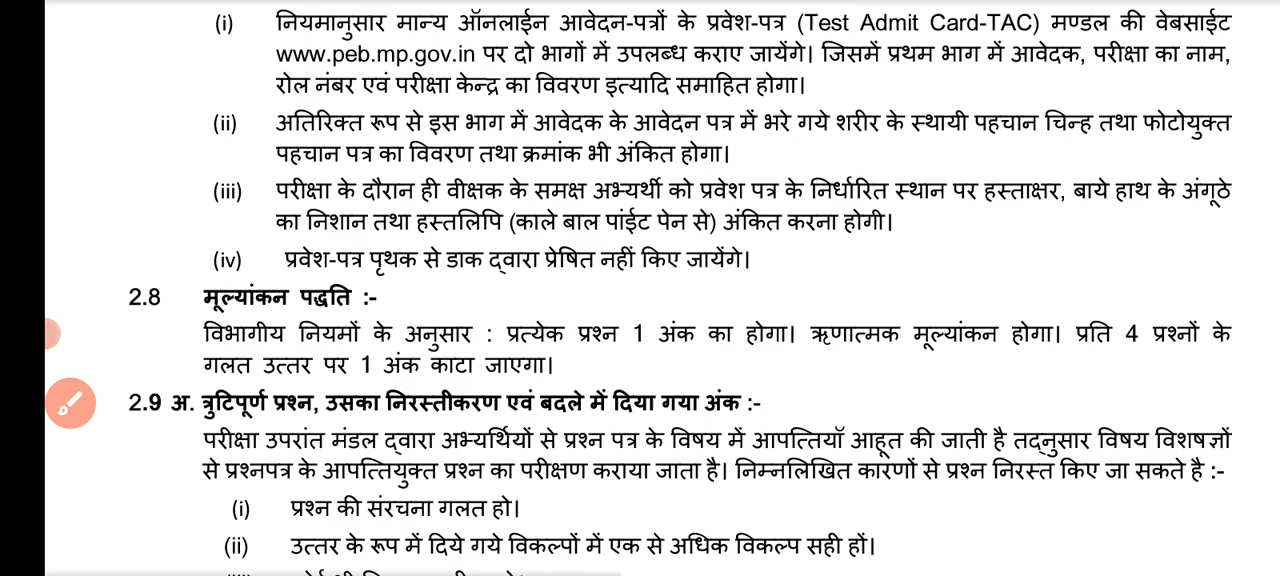 (i) नियमानुसार मान्य ऑनलाईन आवेदन-पत्रों के प्रवेश-पत्र (Test Admit Card-TAC) मण्डल की वेबसाईट
www.peb.mp.gov.in पर दो भागों में उपलब्ध कराए जायेंगे। जिसमें प्रथम भाग में आवेदक, परीक्षा का नाम,
रोल नंबर एवं परीक्षा केन्द्र का विवरण इत्यादि समाहित होगा।
(ii) अतिरिक्त रूप से इस भाग में आवेदक के आवेदन पत्र में भरे गये शरीर के स्थायी पहचान चिन्ह तथा फोटोयुक्त
पहचान पत्र का विवरण तथा क्रमांक भी अंकित होगा।
(iii) परीक्षा के दौरान ही वीक्षक के समक्ष अभ्यर्थी को प्रवेश पत्र के निर्धारित स्थान पर हस्ताक्षर, बाये हाथ के अंगूठे
का निशान तथा हस्तलिपि (काले बाल पांईट पेन से) अंकित करना होगी।
(iv) प्रवेश-पत्र पृथक से डाक द्वारा प्रेषित नहीं किए जायेंगे।
2.8 मूल्यांकन पद्धति :-
विभागीय नियमों के अनुसार : प्रत्येक प्रश्न 1 अंक का होगा। ऋणात्मक मूल्यांकन होगा। प्रति 4 प्रश्नों के
गलत उत्तर पर 1 अंक काटा जाएगा।
2.9 अ. त्रुटिपूर्ण प्रश्न, उसका निरस्तीकरण एवं बदले में दिया गया अंक :-
परीक्षा उपरांत मंडल द्वारा अभ्यर्थियों से प्रश्न पत्र के विषय में आपत्तियॉ आहूत की जाती है तद्नुसार विषय विशषज्ञों
से प्रश्नपत्र के आपत्तियुक्त प्रश्न का परीक्षण कराया जाता है। निम्नलिखित कारणों से प्रश्न निरस्त किए जा सकते है :-
(i) प्रश्न की संरचना गलत हो।
(ii) उत्तर के रूप में दिये गये विकल्पों में एक से अधिक विकल्प सही हों।